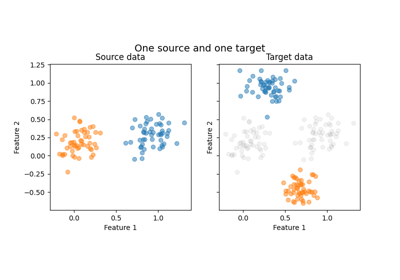 One source and one target
Source data
Target data
1.25
1.00
0.75
0.50
0.25
0.00
−0.25
−0.50
Feature 2
Feature 2
0.0
0.5
1.0
0.0
0.5
1.0
Feature 1
Feature 1